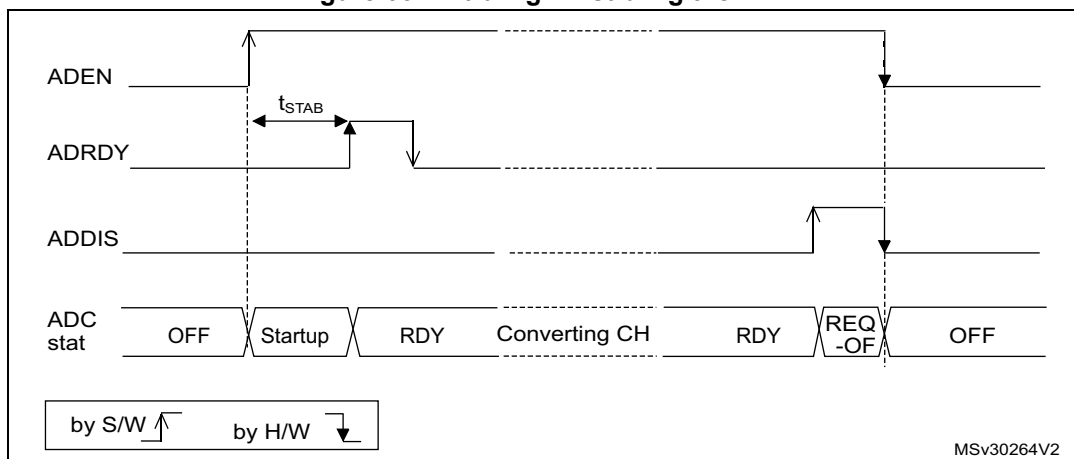 ADEN
tSTAB
ADRDY
ADDIS
ADC
stat
OFF
Startup
RDY
Converting CH
RDY
REQ
-OF
OFF
by S/W
by H/W
MSv30264V2